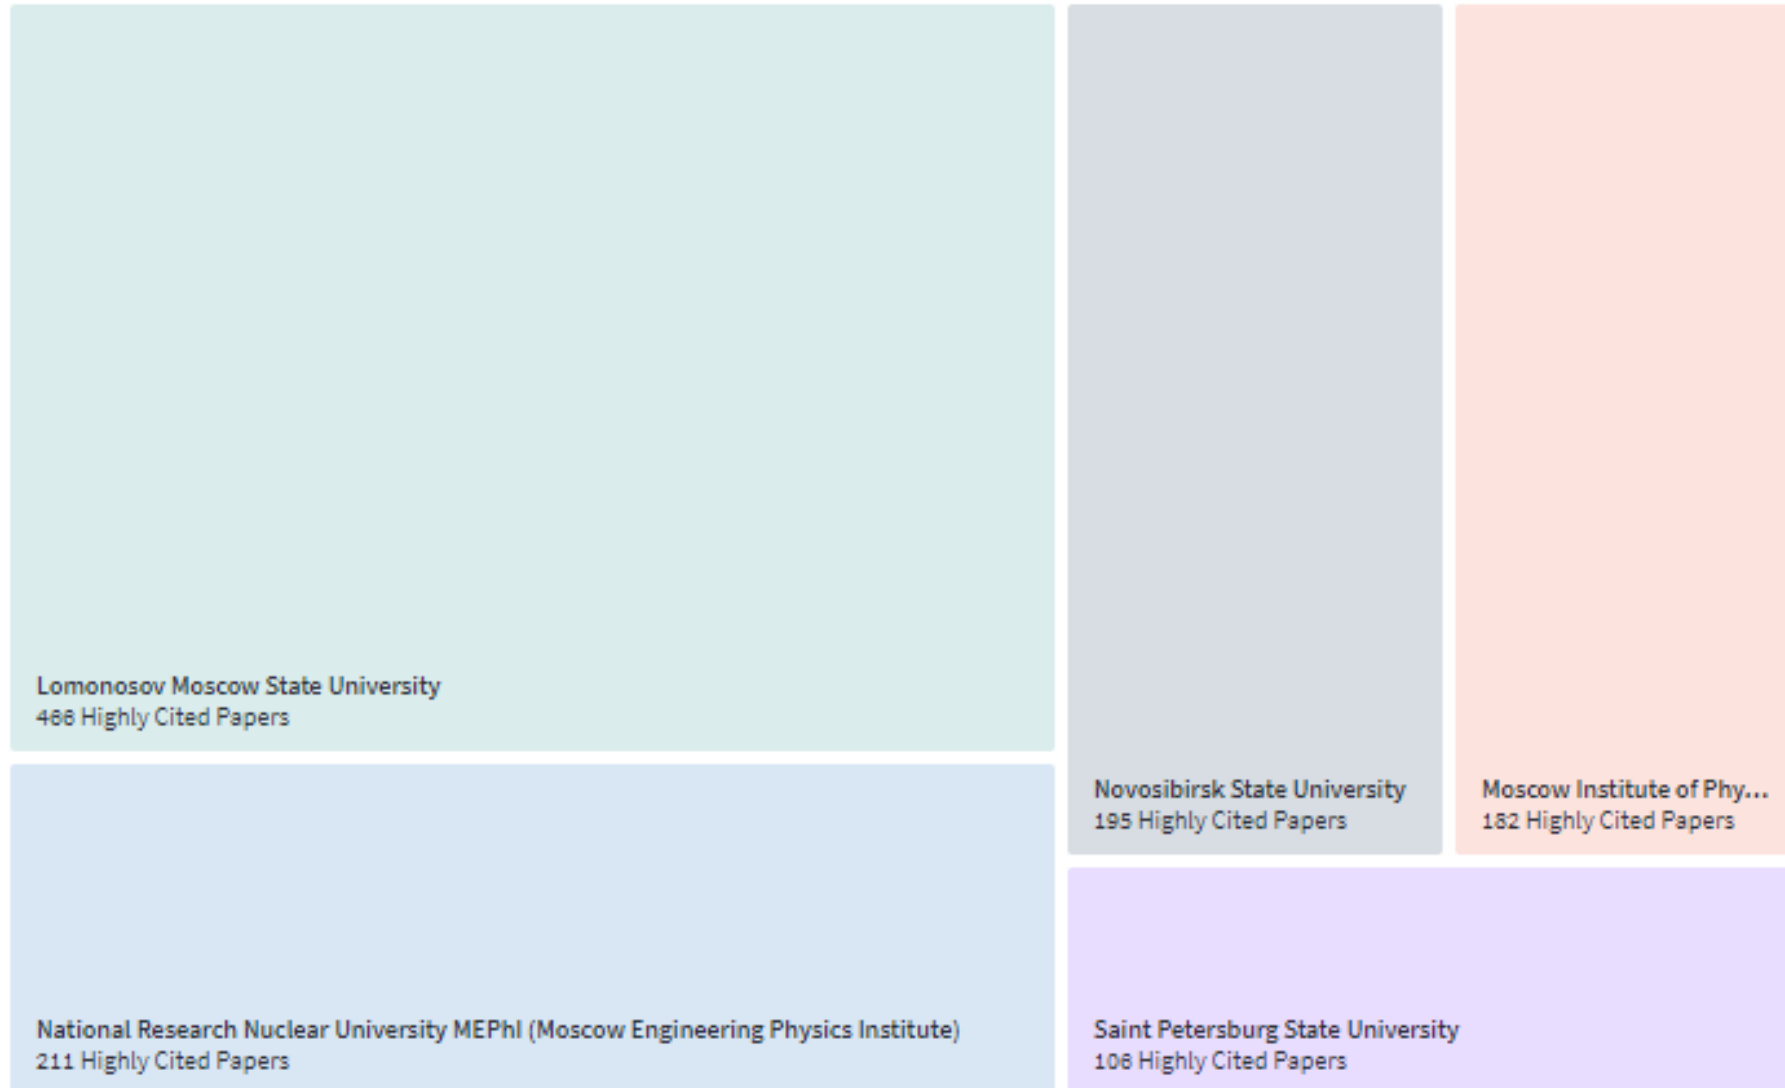 Lomonosov Moscow State University
466 Highly Cited Papers
National Research Nuclear University MEPhI (Moscow Engineering Physics Institute)
211 Highly Cited Papers
Novosibirsk State University
195 Highly Cited Papers
Moscow Institute of Phy...
182 Highly Cited Papers
Saint Petersburg State University
106 Highly Cited Papers